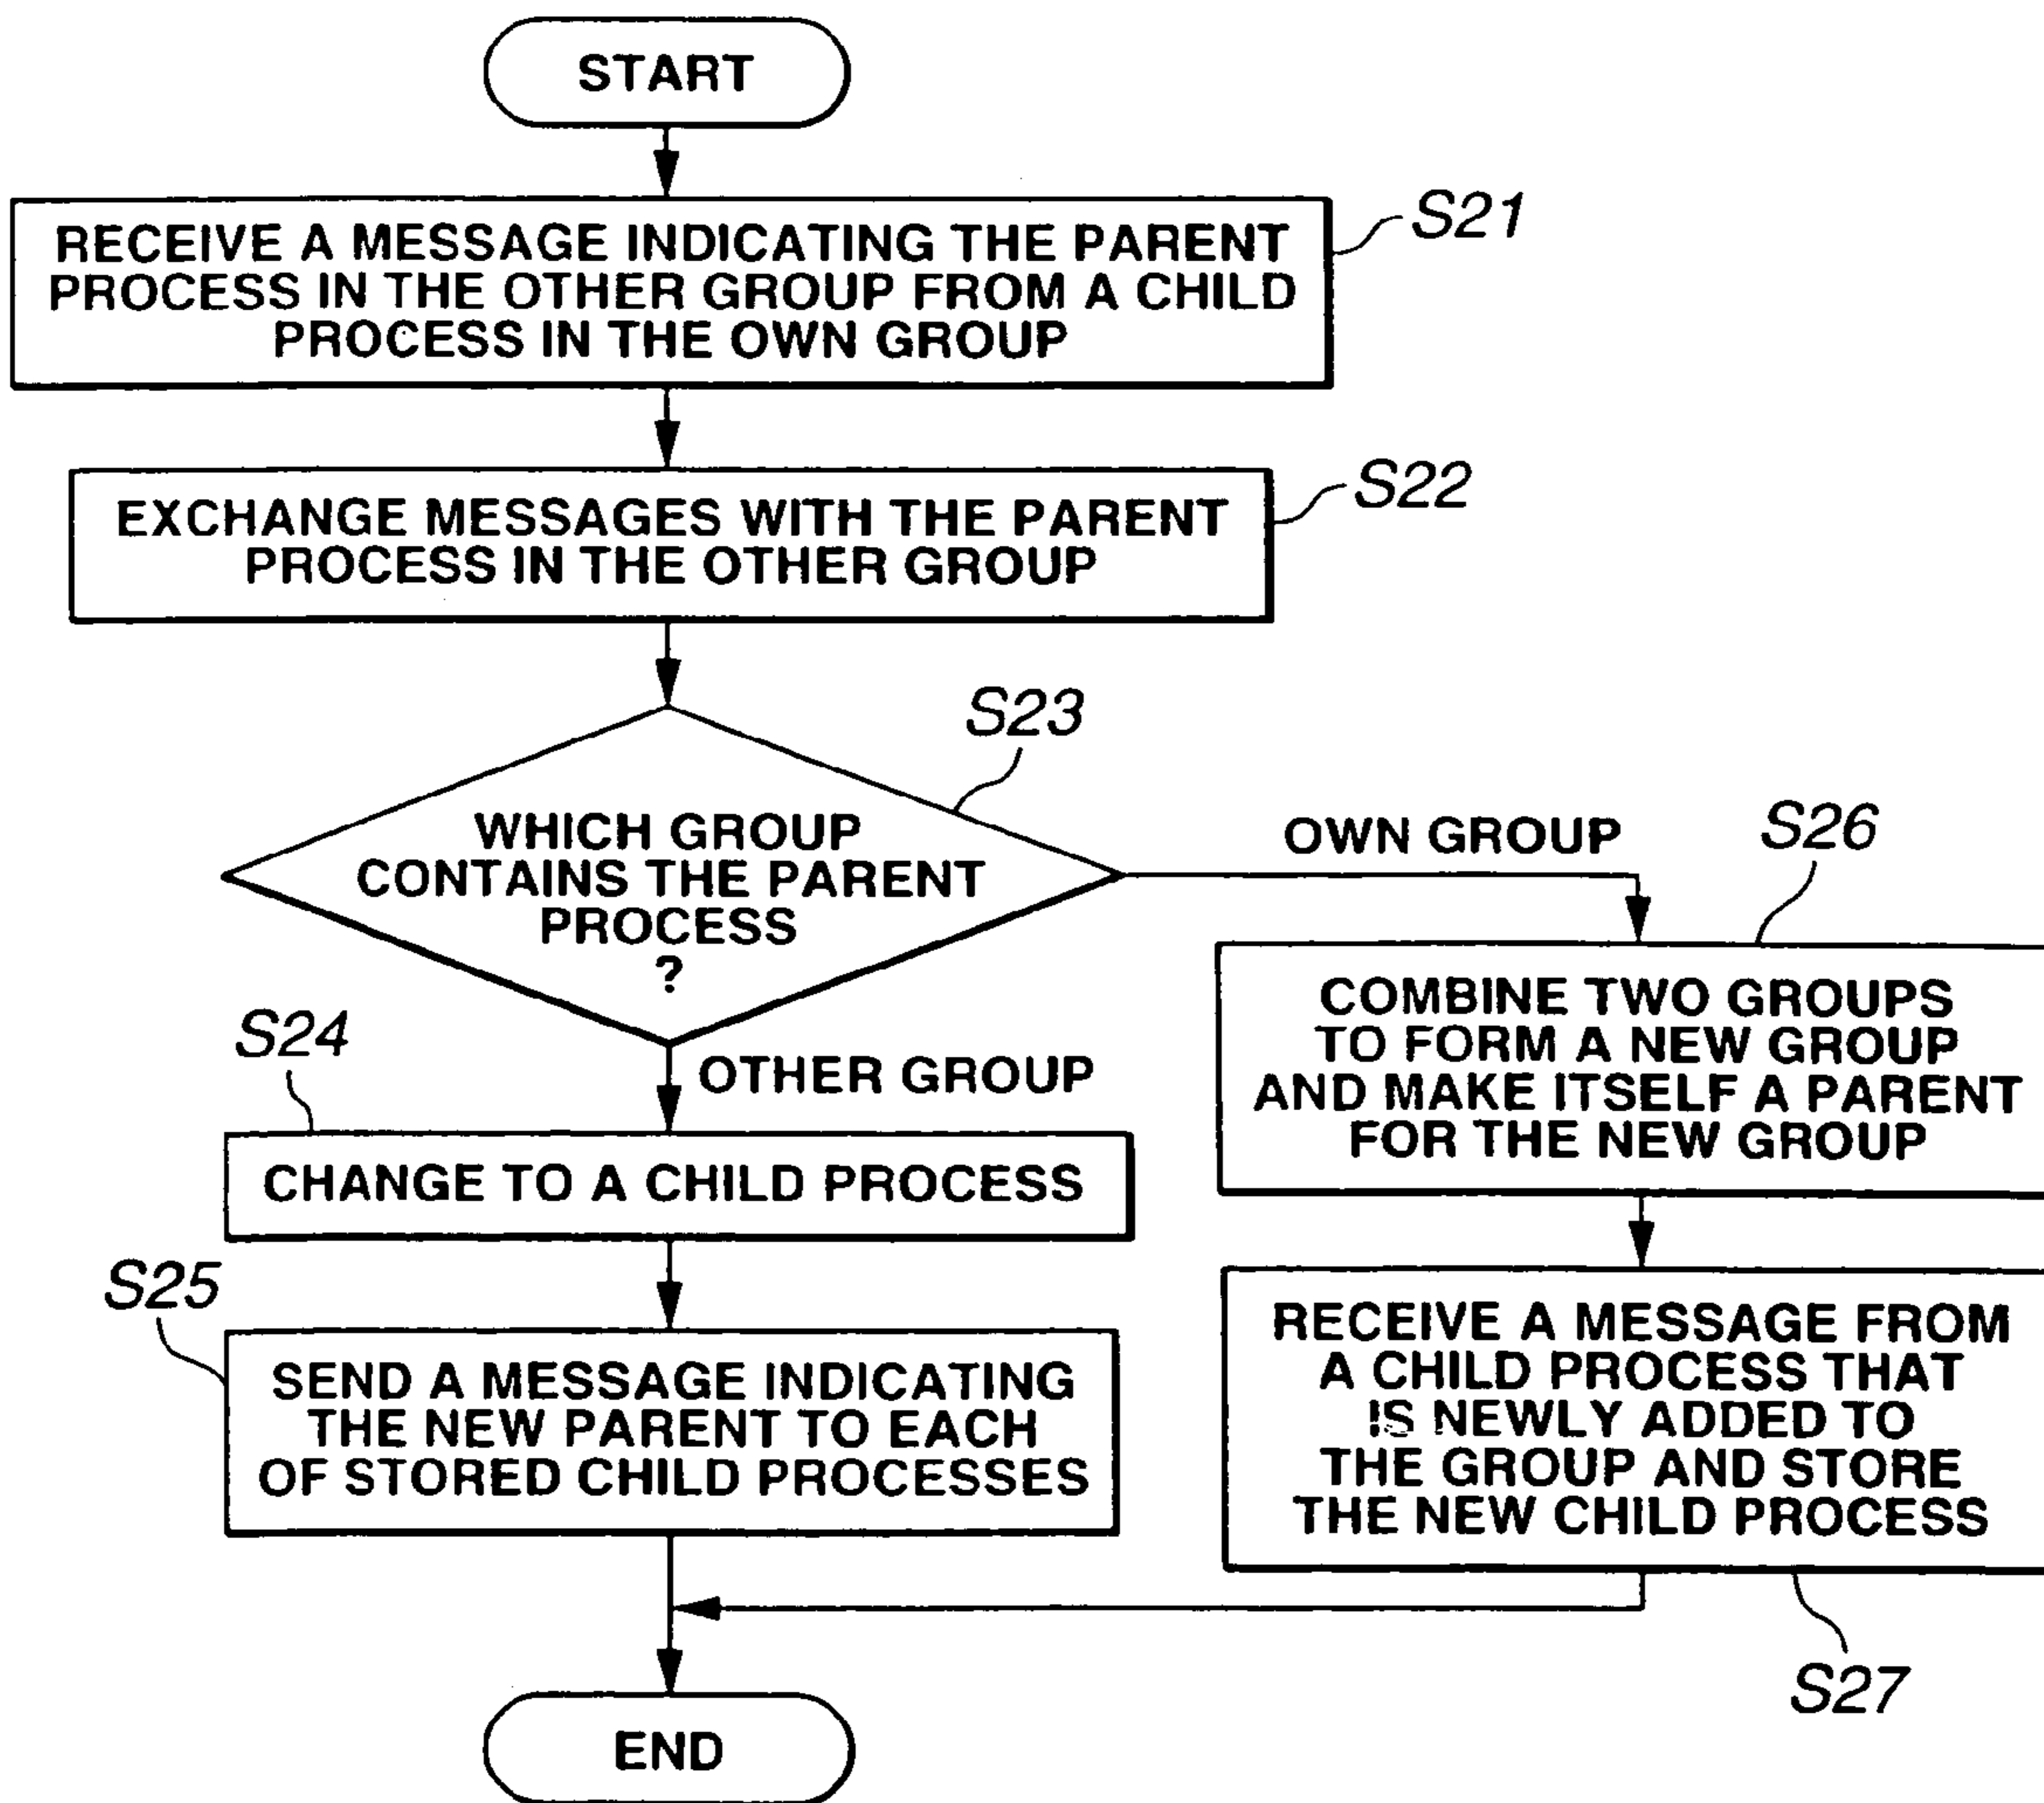 START
RECEIVE A MESSAGE INDICATING THE PARENT
PROCESS IN THE OTHER GROUP FROM A CHILD
PROCESS IN THE OWN GROUP
S21
EXCHANGE MESSAGES WITH THE PARENT
PROCESS IN THE OTHER GROUP
S22
WHICH GROUP
CONTAINS THE PARENT
PROCESS
?
S23
OTHER GROUP
S24
CHANGE TO A CHILD PROCESS
S25
SEND A MESSAGE INDICATING
THE NEW PARENT TO EACH
OF STORED CHILD PROCESSES
OWN GROUP
S26
COMBINE TWO GROUPS
TO FORM A NEW GROUP
AND MAKE ITSELF A PARENT
FOR THE NEW GROUP
RECEIVE A MESSAGE FROM
A CHILD PROCESS THAT
IS NEWLY ADDED TO
THE GROUP AND STORE
THE NEW CHILD PROCESS
S27
END